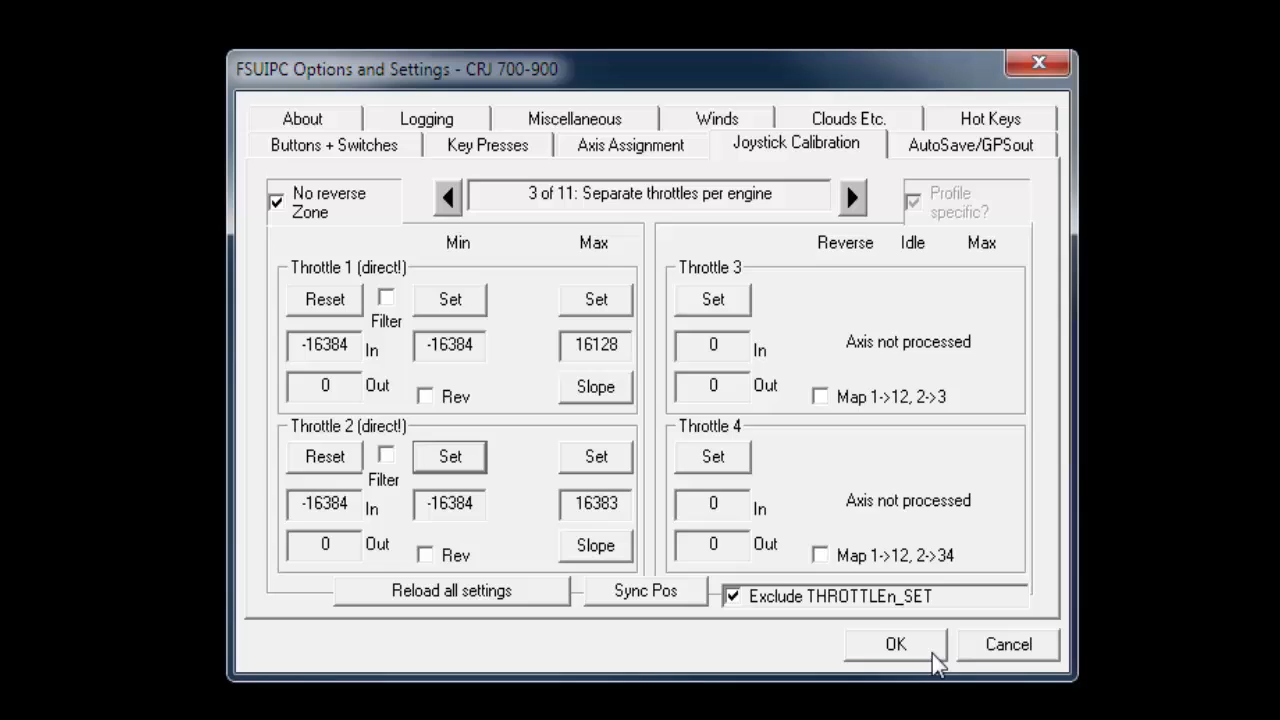 FSUIPC Options and Settings - CRJ 700-900
x
About Logging Miscellaneous Winds Clouds Etc. Hot Keys
Buttons + Switches Key Presses Axis Assignment Joystick Calibration AutoSave/GPSout
No reverse Zone
3 of 11: Separate throttles per engine
Profile specific?
Min Max
Reverse Idle Max
Throttle 1 (direct!)
Reset Set Set
Filter
-16384 In -16384 16128
0 Out Rev Slope
Throttle 3
Set
0 In Axis not processed
0 Out Map 1->12, 2->3
Throttle 2 (direct!)
Reset Set Set
Filter
-16384 In -16384 16383
0 Out Rev Slope
Throttle 4
Set
0 In Axis not processed
0 Out Map 1->12, 2->34
Reload all settings Sync Pos Exclude THROTTLEn_SET
OK Cancel